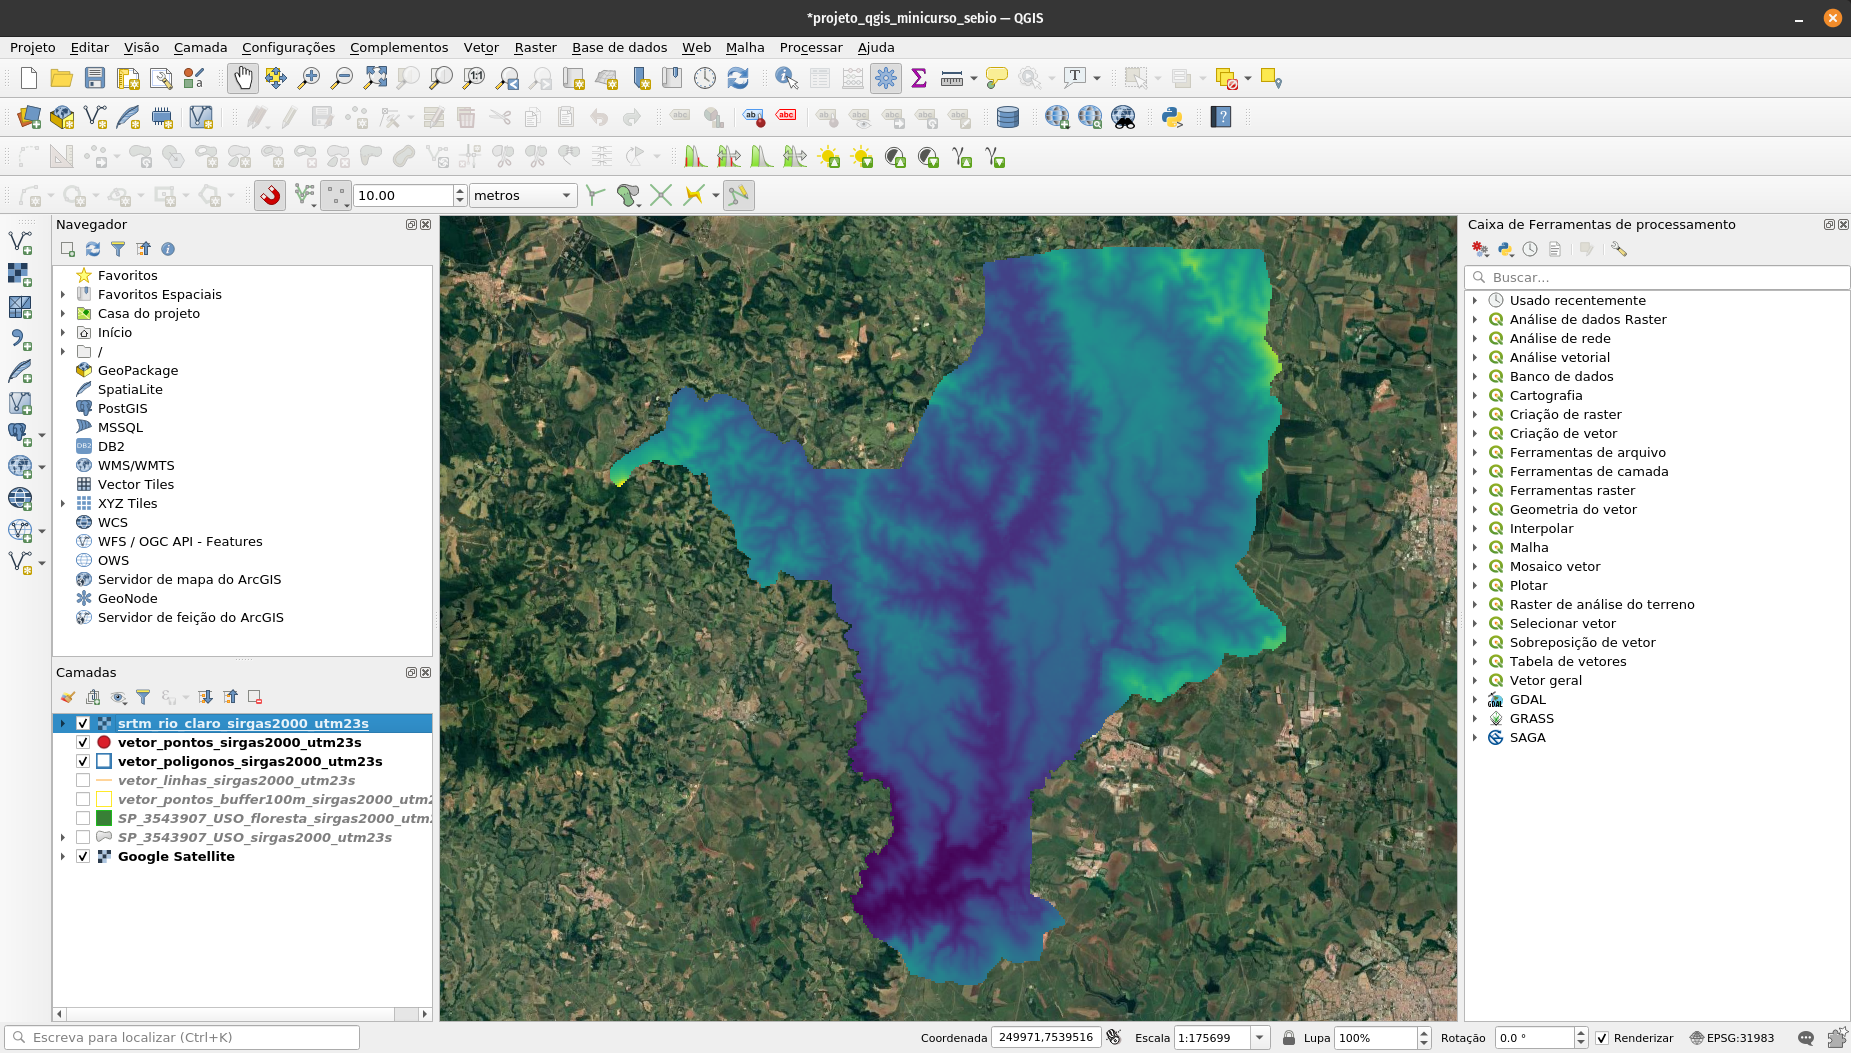 *projeto_qgis_minicurso_sebio — QGIS
Projeto Editar Visão Camada Configurações Complementos Vetor Raster Base de dados Web Malha Processar Ajuda
10.00 metros
Navegador
Favoritos
Favoritos Espaciais
Casa do projeto
Início
/
GeoPackage
SpatiaLite
PostGIS
MSSQL
DB2
WMS/WMTS
Vector Tiles
XYZ Tiles
WCS
WFS / OGC API - Features
OWS
Servidor de mapa do ArcGIS
GeoNode
Servidor de feição do ArcGIS
Camadas
srtm_rio_claro_sirgas2000_utm23s
vetor_pontos_sirgas2000_utm23s
vetor_poligonos_sirgas2000_utm23s
vetor_linhas_sirgas2000_utm23s
vetor_pontos_buffer100m_sirgas2000_utm2
SP_3543907_USO_floresta_sirgas2000_utm
SP_3543907_USO_sirgas2000_utm23s
Google Satellite
Caixa de Ferramentas de processamento
Buscar...
Usado recentemente
Análise de dados Raster
Análise de rede
Análise vetorial
Banco de dados
Cartografia
Criação de raster
Criação de vetor
Ferramentas de arquivo
Ferramentas de camada
Ferramentas raster
Geometria do vetor
Interpolar
Malha
Mosaico vetor
Plotar
Raster de análise do terreno
Selecionar vetor
Sobreposição de vetor
Tabela de vetores
Vetor geral
GDAL
GRASS
SAGA
Escreva para localizar (Ctrl+K)
Coordenada 249971,7539516 Escala 1:175699 Lupa 100% Rotação 0.0 ° Renderizar EPSG:31983